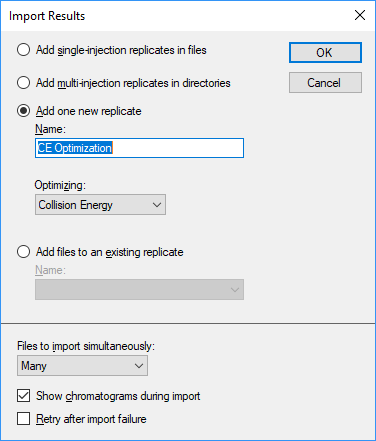 Import Results
Add single-injection replicates in files
OK
Add multi-injection replicates in directories
Cancel
Add one new replicate
Name:
CE Optimization
Optimizing:
Collision Energy
Add files to an existing replicate
Name:
Files to import simultaneously:
Many
Show chromatograms during import
Retry after import failure